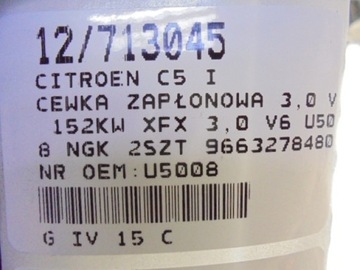 12/713045
CITROEN C5 I
CEWKA ZAPŁONOWA 3,0 V
152KW XFX 3,0 V6 U50
8 NGK 2SZT 9663278480
NR OEM:U5008
G IV 15 C